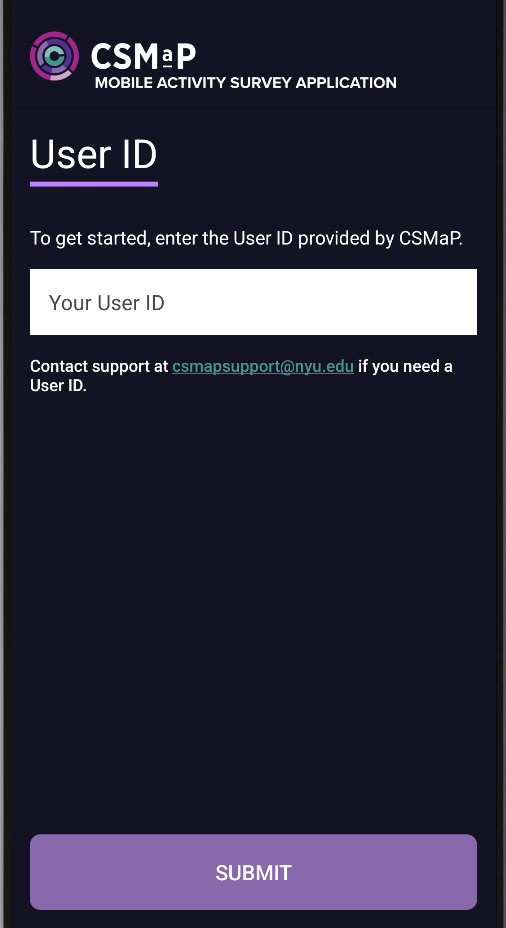 CSMaP
MOBILE ACTIVITY SURVEY APPLICATION
User ID
To get started, enter the User ID provided by CSMaP.
Your User ID
Contact support at csmapsupport@nyu.edu if you need a
User ID.
SUBMIT